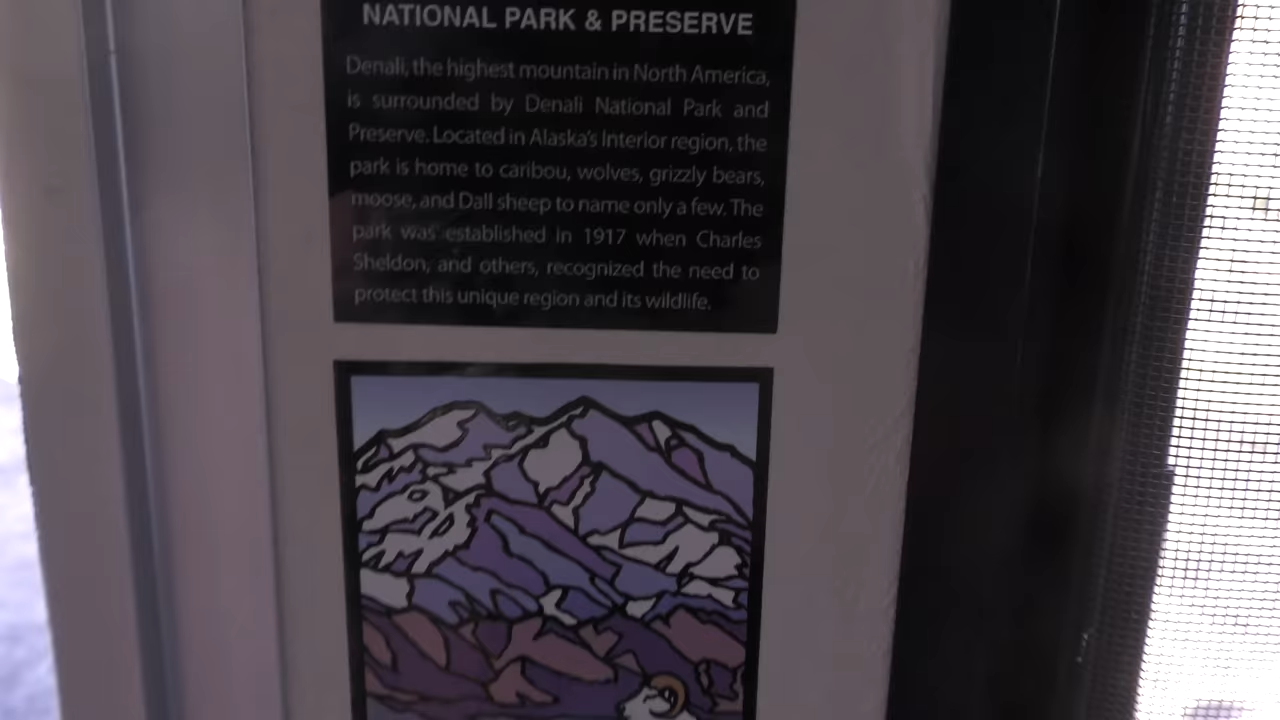 NATIONAL PARK & PRESERVE
Denali, the highest mountain in North America,
is surrounded by Denali National Park and
Preserve. Located in Alaska's Interior region, the
park is home to caribou, wolves, grizzly bears,
moose, and Dall sheep to name only a few. The
park was established in 1917 when Charles
Sheldon, and others, recognized the need to
protect this unique region and its wildlife.